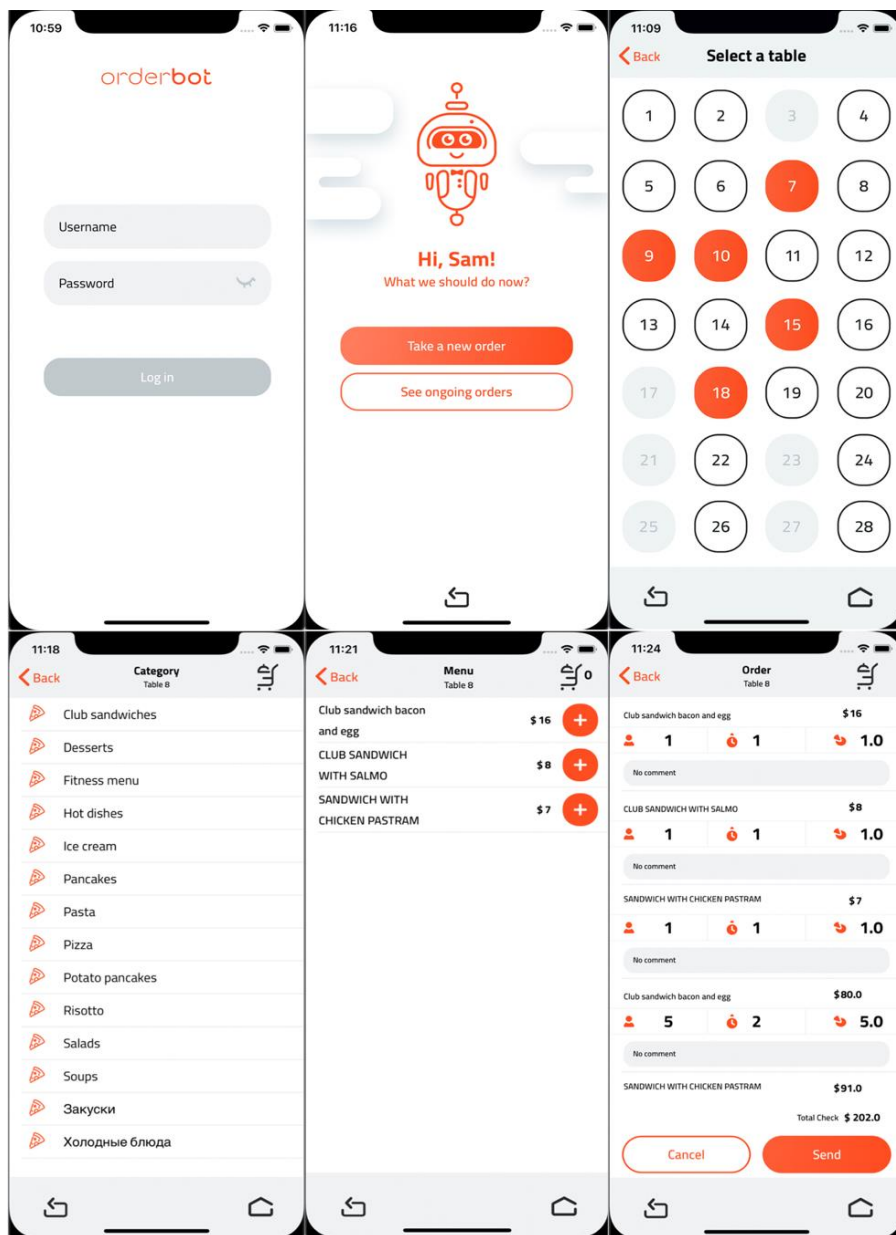 10:59
orderbot
Username
Password
Log in
11:16
Hi, Sam!
What we should do now?
Take a new order
See ongoing orders
11:09
Back
Select a table
1 2 3 4
5 6 7 8
9 10 11 12
13 14 15 16
17 18 19 20
21 22 23 24
25 26 27 28
11:18
Back
Category
Table 8
Club sandwiches
Desserts
Fitness menu
Hot dishes
Ice cream
Pancakes
Pasta
Pizza
Potato pancakes
Risotto
Salads
Soups
Закуски
Холодные блюда
11:21
Back
Menu
Table 8
0
Club sandwich bacon
and egg
$ 16
CLUB SANDWICH
WITH SALMO
$ 8
SANDWICH WITH
CHICKEN PASTRAM
$ 7
11:24
Back
Order
Table 8
Club sandwich bacon and egg $ 16
1 1 1.0
No comment
CLUB SANDWICH WITH SALMO $ 8
1 1 1.0
No comment
SANDWICH WITH CHICKEN PASTRAM $ 7
1 1 1.0
No comment
Club sandwich bacon and egg $ 80.0
5 2 5.0
No comment
SANDWICH WITH CHICKEN PASTRAM $ 91.0
Total Check $ 202.0
Cancel
Send